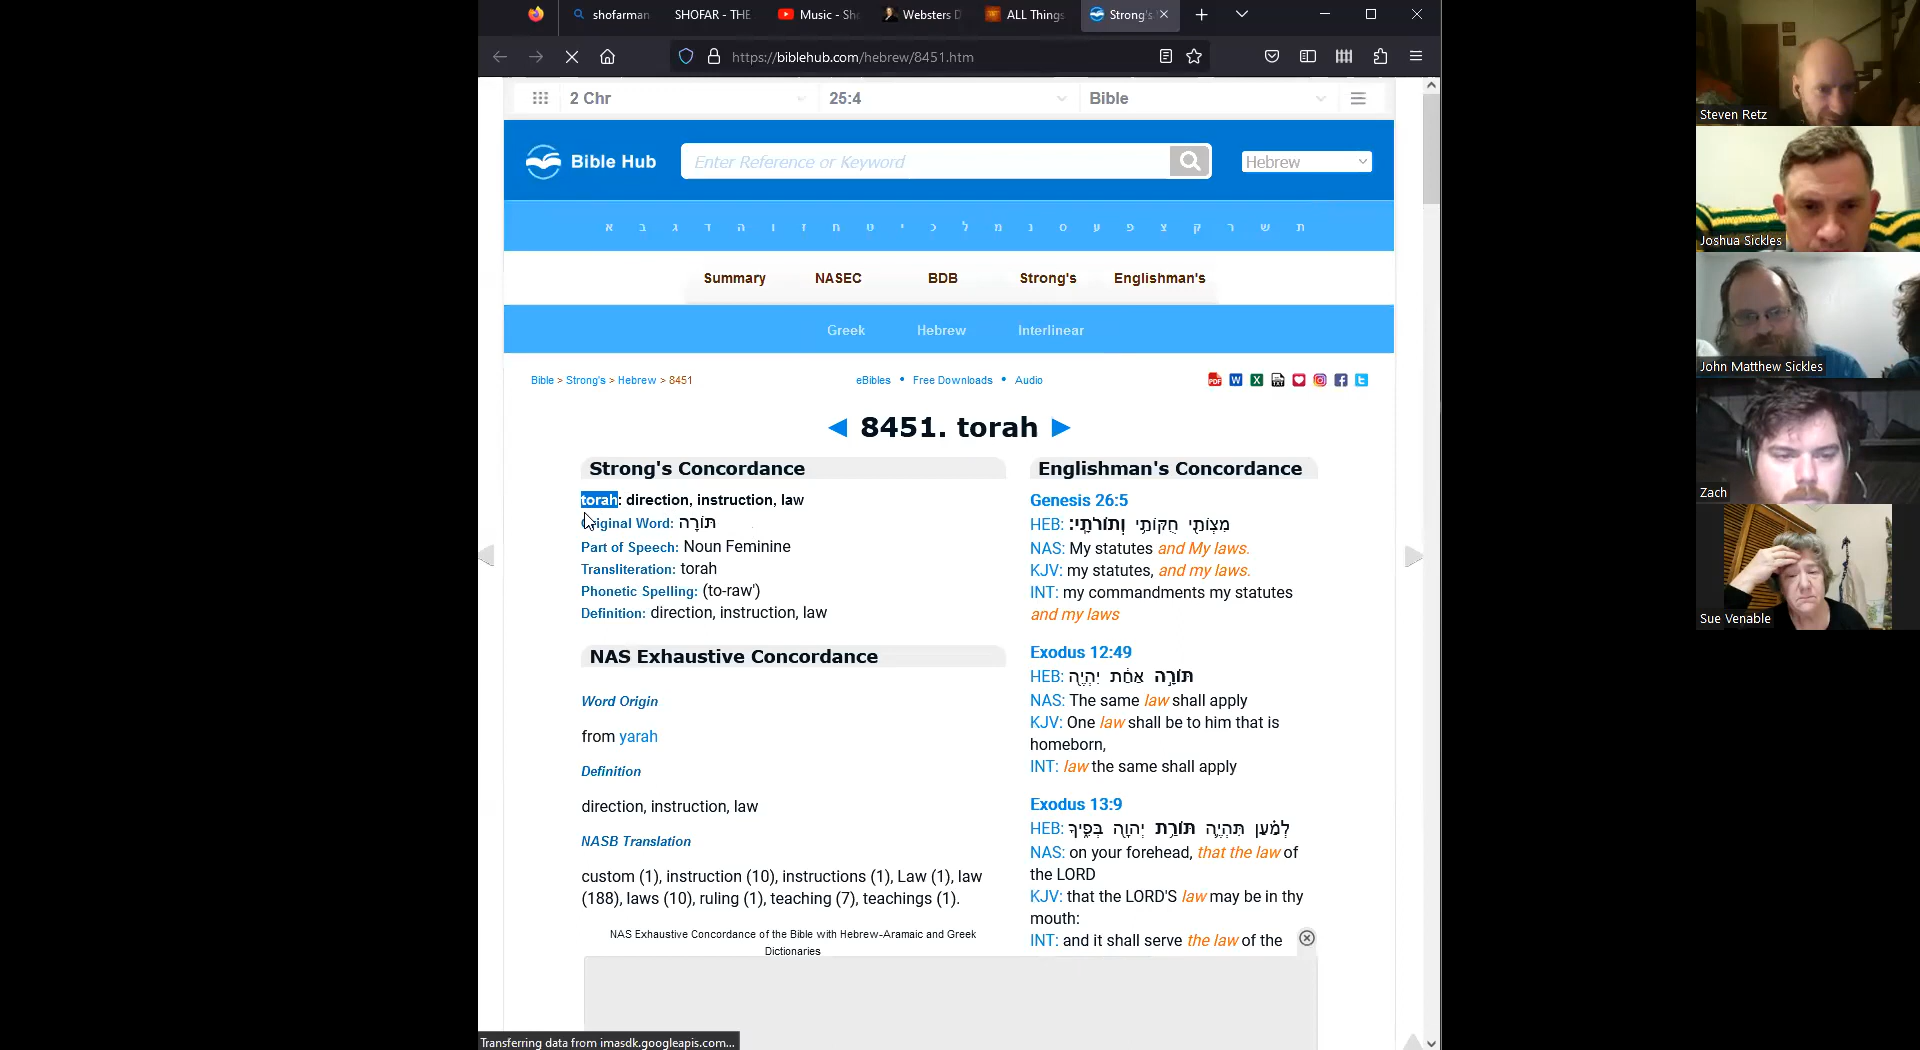 shofarman
SHOFAR - THE
Music - Sho
Websters D
ALL Things
Strong's
https://biblehub.com/hebrew/8451.htm
2 Chr
25:4
Bible
Bible Hub
Enter Reference or Keyword
Hebrew
א ב ג ד ה ו ז ח ט י כ ל מ נ ס ע פ צ ק ר ש ת
Summary NASEC BDB Strong's Englishman's
Greek Hebrew Interlinear
Bible > Strong's > Hebrew > 8451
eBibles • Free Downloads • Audio
◄ 8451. torah ►
Strong's Concordance
torah: direction, instruction, law
Original Word: תּוֹרָה
Part of Speech: Noun Feminine
Transliteration: torah
Phonetic Spelling: (to-raw')
Definition: direction, instruction, law
NAS Exhaustive Concordance
Word Origin
from yarah
Definition
direction, instruction, law
NASB Translation
custom (1), instruction (10), instructions (1), Law (1), law
(188), laws (10), ruling (1), teaching (7), teachings (1).
NAS Exhaustive Concordance of the Bible with Hebrew-Aramaic and Greek
Dictionaries
Englishman's Concordance
Genesis 26:5
HEB: מִצְוֺתַ֖י חֻקּוֹתַ֥י וְתוֹרֹתָֽי׃
NAS: My statutes and My laws.
KJV: my statutes, and my laws.
INT: my commandments my statutes
and my laws
Exodus 12:49
HEB: תּוֹרָ֣ה אַחַ֔ת יִהְיֶ֖ה
NAS: The same law shall apply
KJV: One law shall be to him that is
homeborn,
INT: law the same shall apply
Exodus 13:9
HEB: לְמַ֗עַן תִּהְיֶ֛ה תּוֹרַ֥ת יְהוָ֖ה בְּפִ֑יךָ
NAS: on your forehead, that the law of
the LORD
KJV: that the LORD'S law may be in thy
mouth:
INT: and it shall serve the law of the
Transferring data from imasdk.googleapis.com...
Steven Retz
Joshua Sickles
John Matthew Sickles
Zach
Sue Venable